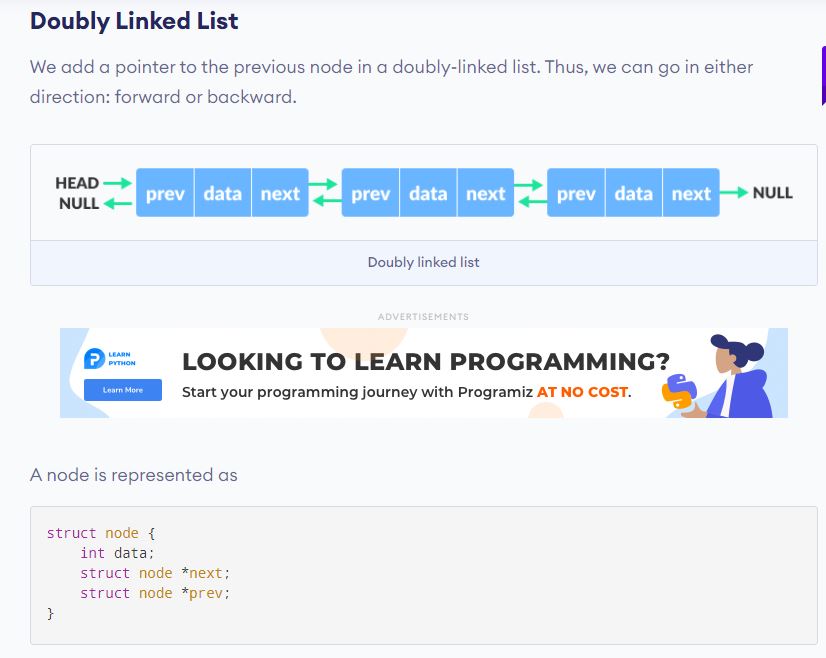 Doubly Linked List
We add a pointer to the previous node in a doubly-linked list. Thus, we can go in either
direction: forward or backward.
HEAD prev data next prev data next prev data next NULL
NULL
Doubly linked list
ADVERTISEMENTS
LEARN
PYTHON
Learn More
LOOKING TO LEARN PROGRAMMING?
Start your programming journey with Programiz AT NO COST.
A node is represented as
struct node {
    int data;
    struct node *next;
    struct node *prev;
}